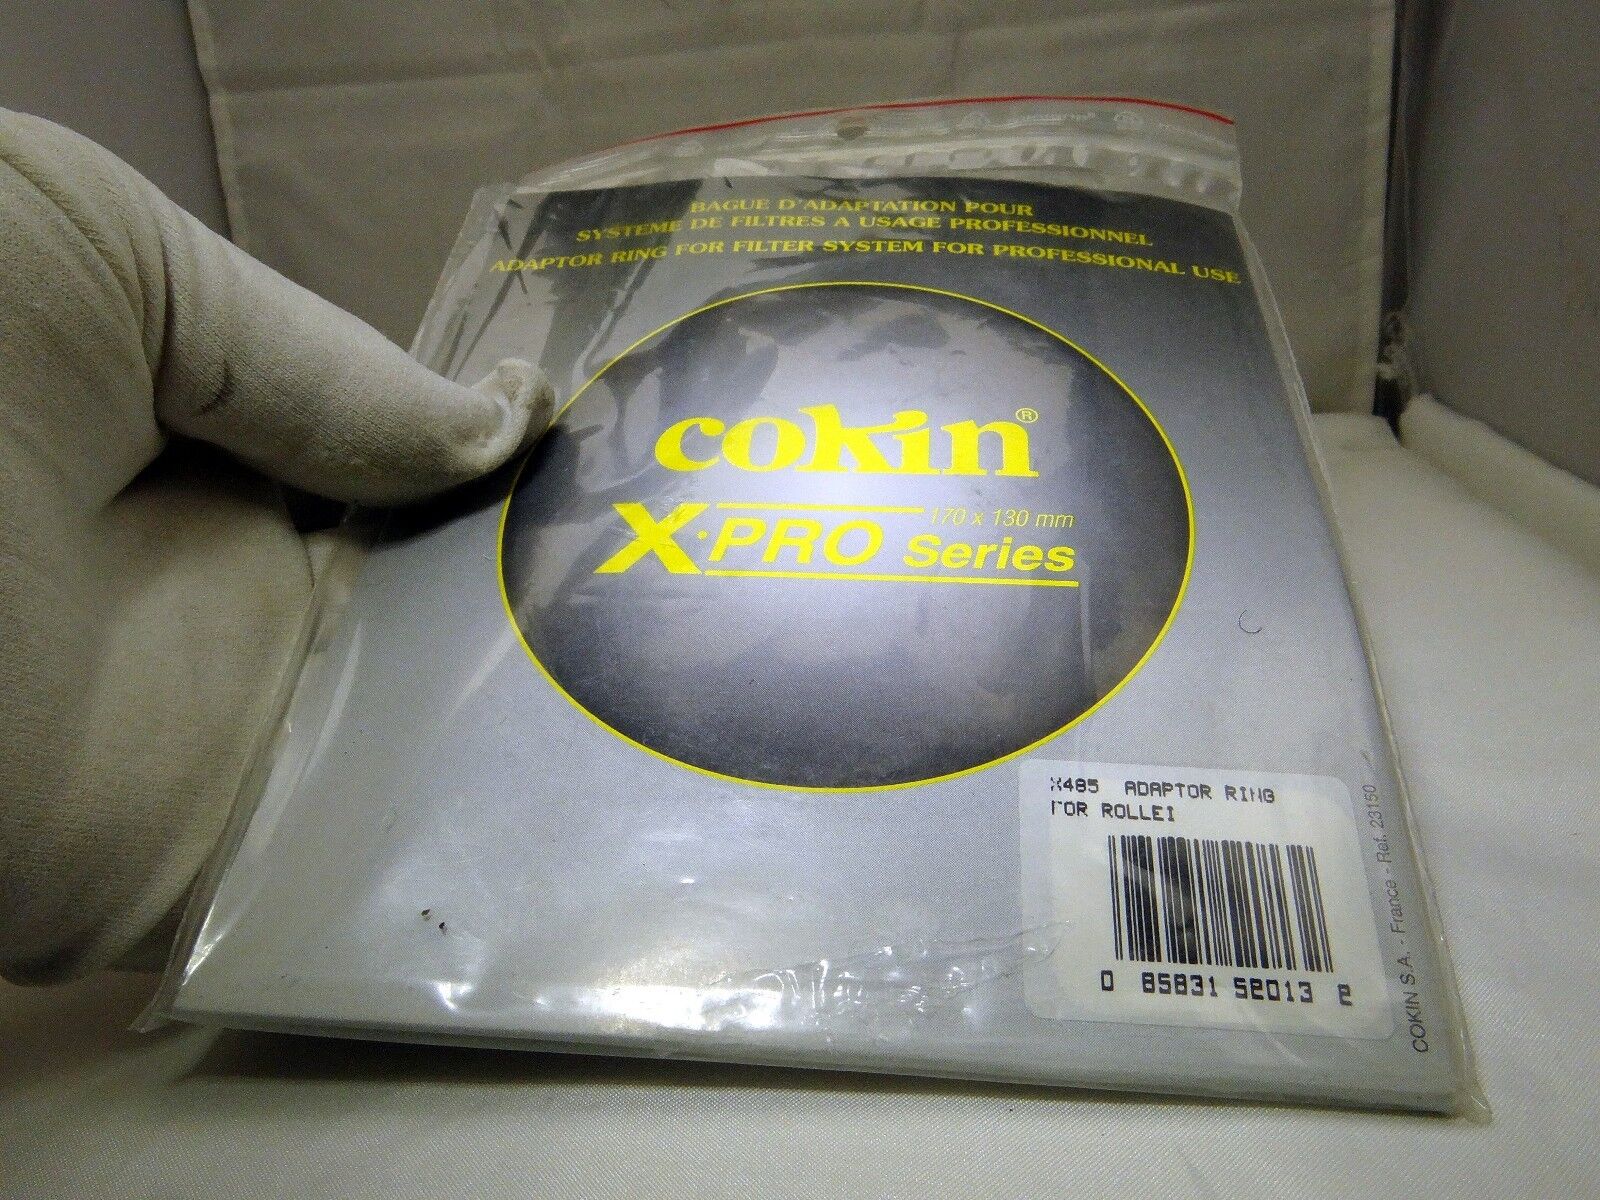 BAGUE D'ADAPTATION POUR
SYSTEME DE FILTRES A USAGE PROFESSIONNEL
ADAPTOR RING FOR FILTER SYSTEM FOR PROFESSIONAL USE
cokin®
170 x 130 mm
X·PRO Series
X485 ADAPTOR RING
FOR ROLLEI
0 85831 52013 2
COKIN S.A. - France - Ref. 23150